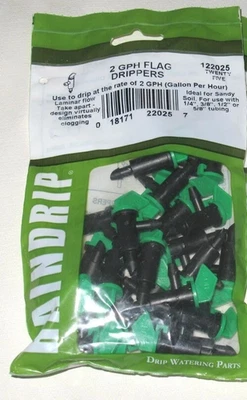 2 GPH FLAG
DRIPPERS
122025
TWENTY
FIVE
Use to drip at the rate of 2 GPH (Gallon Per Hour)
Laminar flow
Take apart -
design virtually
eliminates
clogging
Ideal for Sandy
Soil. For use with
1/4", 3/8", 1/2" or
5/8" tubing
0 18171 22025 7
RAINDRIP
DRIP WATERING PARTS